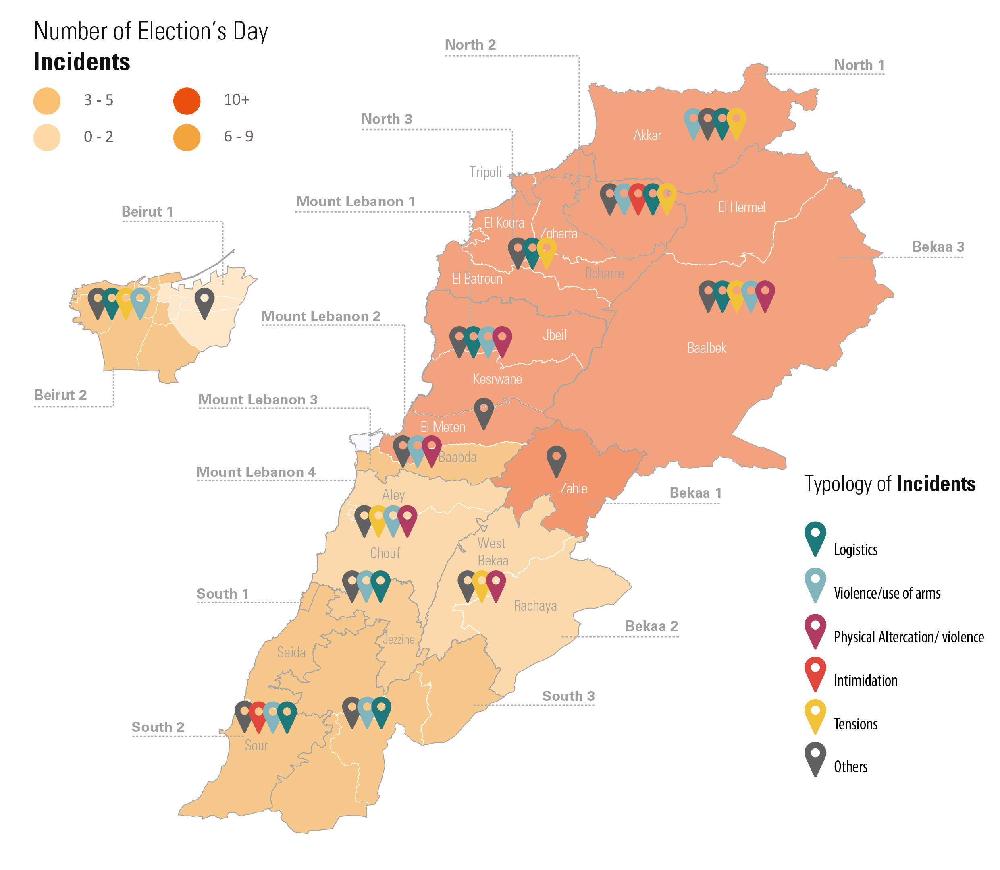 Number of Election's Day
Incidents
3 - 5
10+
0 - 2
6 - 9
North 2
North 1
North 3
Akkar
Tripoli
Mount Lebanon 1
El Hermel
Beirut 1
El Koura
Zgharta
Bekaa 3
Bcharre
El Batroun
Mount Lebanon 2
Jbeil
Baalbek
Kesrwane
Beirut 2
Mount Lebanon 3
El Meten
Baabda
Mount Lebanon 4
Zahle
Bekaa 1
Aley
West
Bekaa
Chouf
South 1
Rachaya
Bekaa 2
Jezzine
Saida
South 3
South 2
Sour
Typology of Incidents
Logistics
Violence/use of arms
Physical Altercation/ violence
Intimidation
Tensions
Others